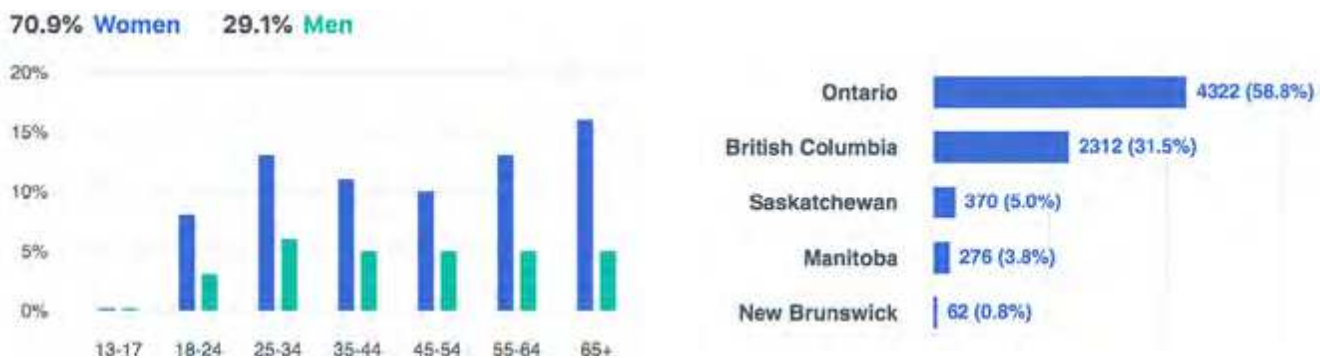 70.9% Women 29.1% Men
20%
15%
10%
5%
0%
13-17 18-24 25-34 35-44 45-54 55-64 65+
Ontario 4322 (58.8%)
British Columbia 2312 (31.5%)
Saskatchewan 370 (5.0%)
Manitoba 276 (3.8%)
New Brunswick 62 (0.8%)